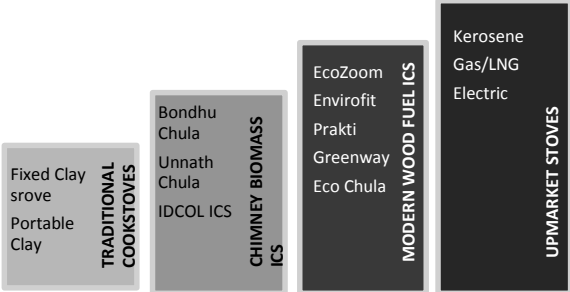 Fixed Clay
srove
Portable
Clay
TRADITIONAL
COOKSTOVES
Bondhu
Chula
Unnath
Chula
IDCOL ICS
CHIMNEY BIOMASS
ICS
EcoZoom
Envirofit
Prakti
Greenway
Eco Chula
MODERN WOOD FUEL ICS
Kerosene
Gas/LNG
Electric
UPMARKET STOVES